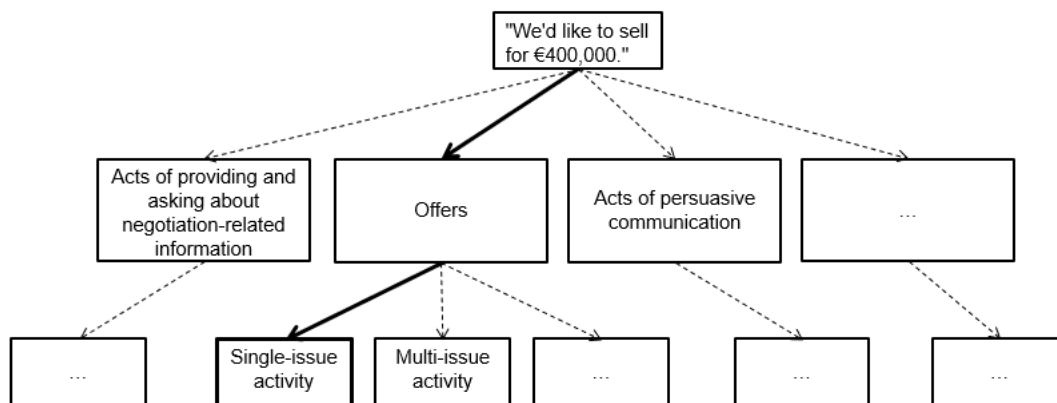 "We'd like to sell
for €400,000."
Acts of providing and
asking about
negotiation-related
information
Offers
Acts of persuasive
communication
...
...
Single-issue
activity
Multi-issue
activity
...
...
...